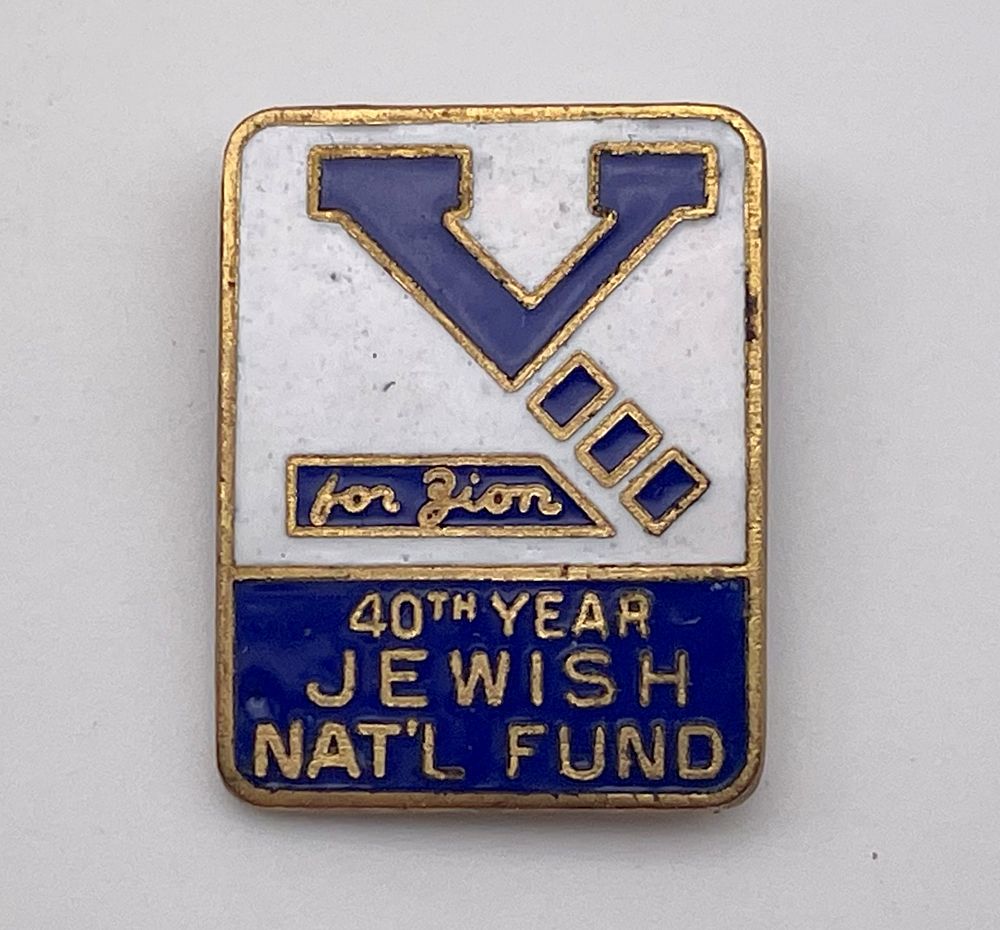 V
for Zion
40TH YEAR
JEWISH
NAT'L FUND